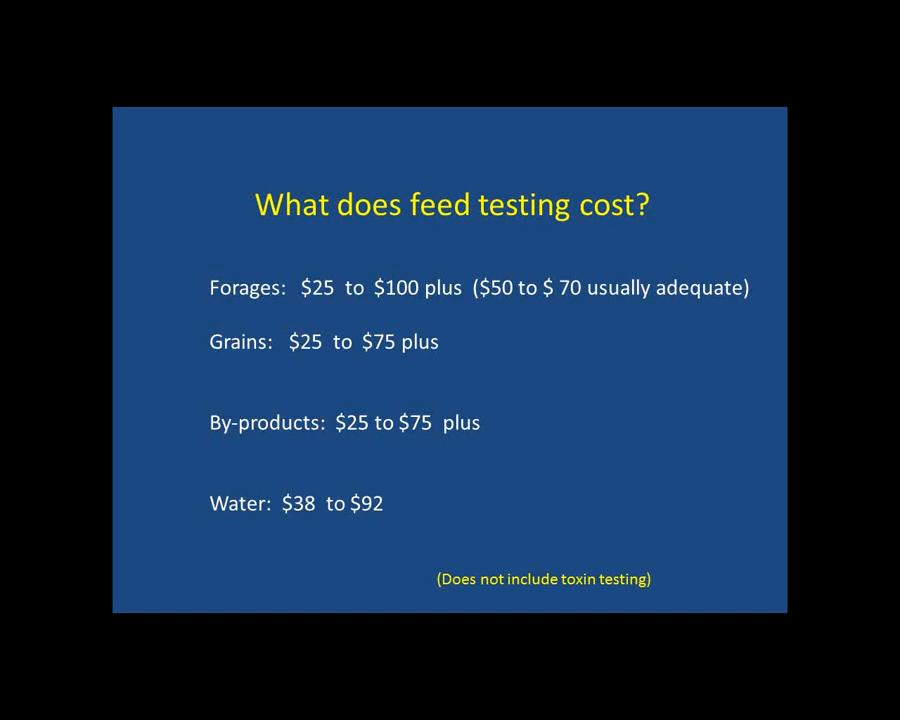 What does feed testing cost?
Forages: $25 to $100 plus ($50 to $ 70 usually adequate)
Grains: $25 to $75 plus
By-products: $25 to $75 plus
Water: $38 to $92
(Does not include toxin testing)